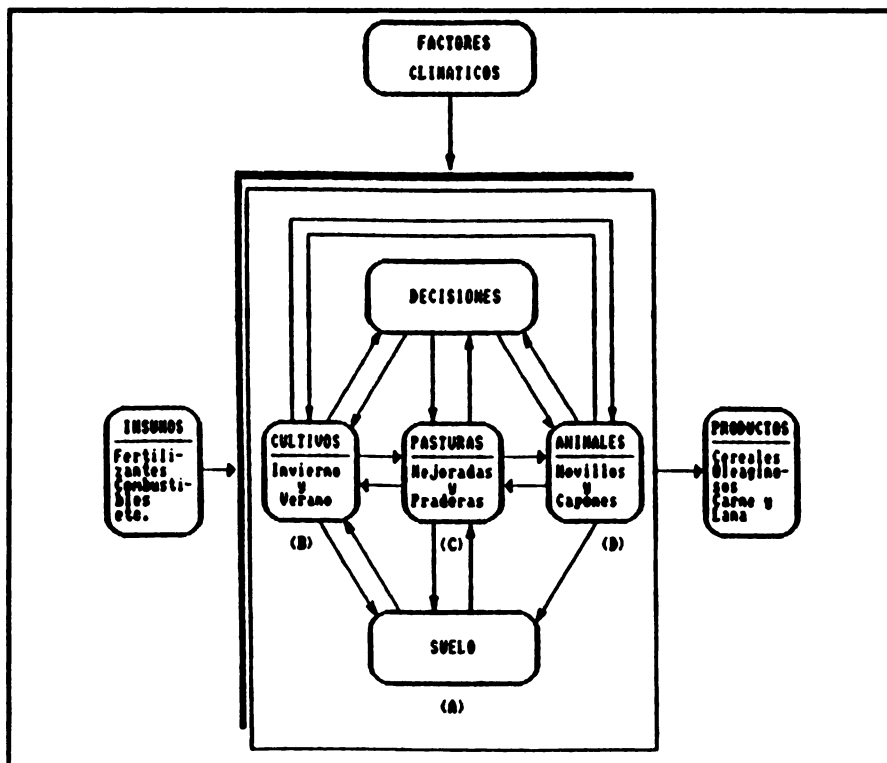 FACTORES
CLIMATICOS
DECISIONES
INSUMOS
Fertili-
zantes
Combusti-
bles
etc.
CULTIVOS
Invierno
y
Verano
(B)
PASTURAS
Mejoradas
y
Praderas
(C)
ANIMALES
Novillos
y
Capones
(D)
PRODUCTOS
Cereales
Oleagino-
sos
Carne y
Lana
SUELO
(A)